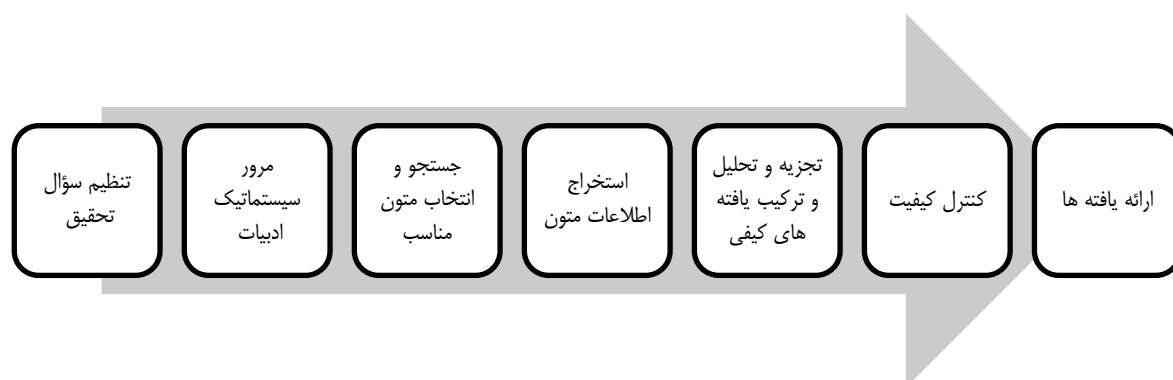 تنظیم سؤال
تحقیق
مرور
سیستماتیک
ادبیات
جستجو و
انتخاب متون
مناسب
استخراج
اطلاعات متون
تجزیه و تحلیل
و ترکیب یافته
های کیفی
کنترل کیفیت
ارائه یافته ها